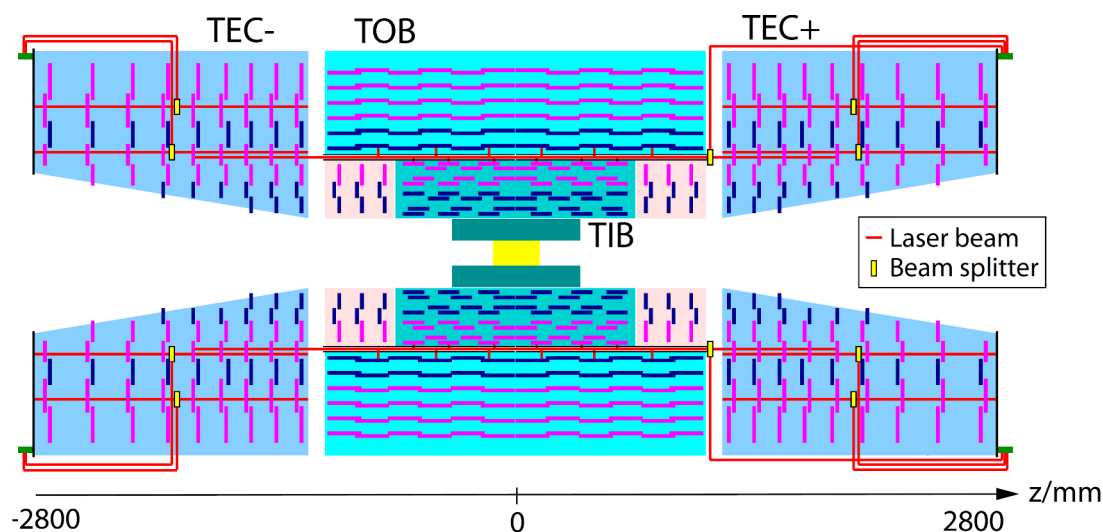 TEC-
TOB
TEC+
TIB
Laser beam
Beam splitter
z/mm
-2800
0
2800